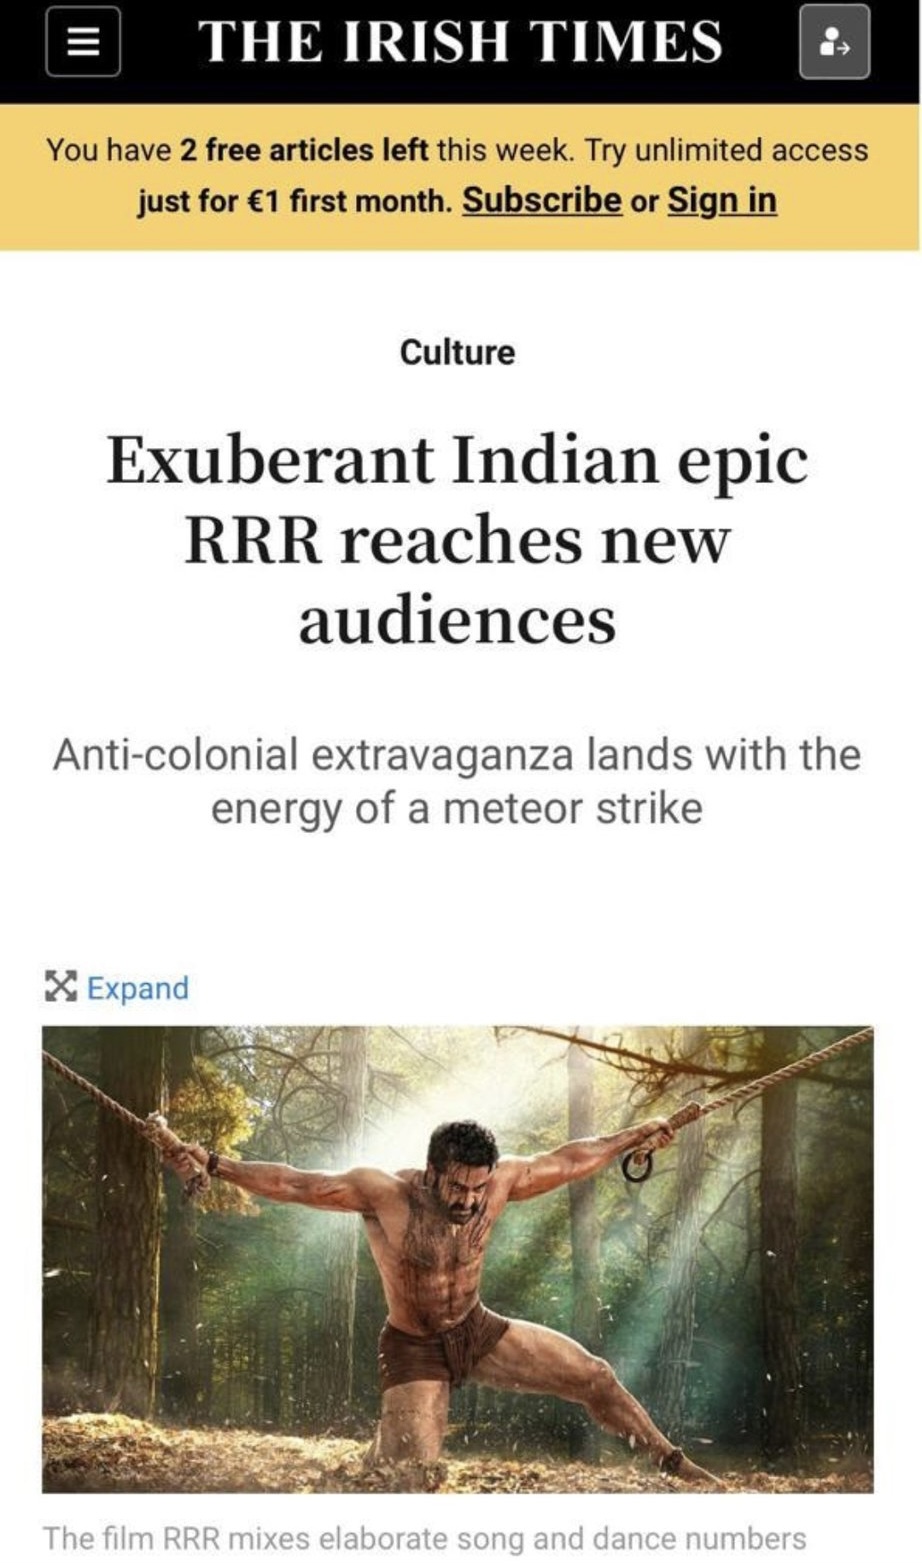 THE IRISH TIMES
You have 2 free articles left this week. Try unlimited access
just for €1 first month. Subscribe or Sign in
Culture
Exuberant Indian epic
RRR reaches new
audiences
Anti-colonial extravaganza lands with the
energy of a meteor strike
Expand
The film RRR mixes elaborate song and dance numbers